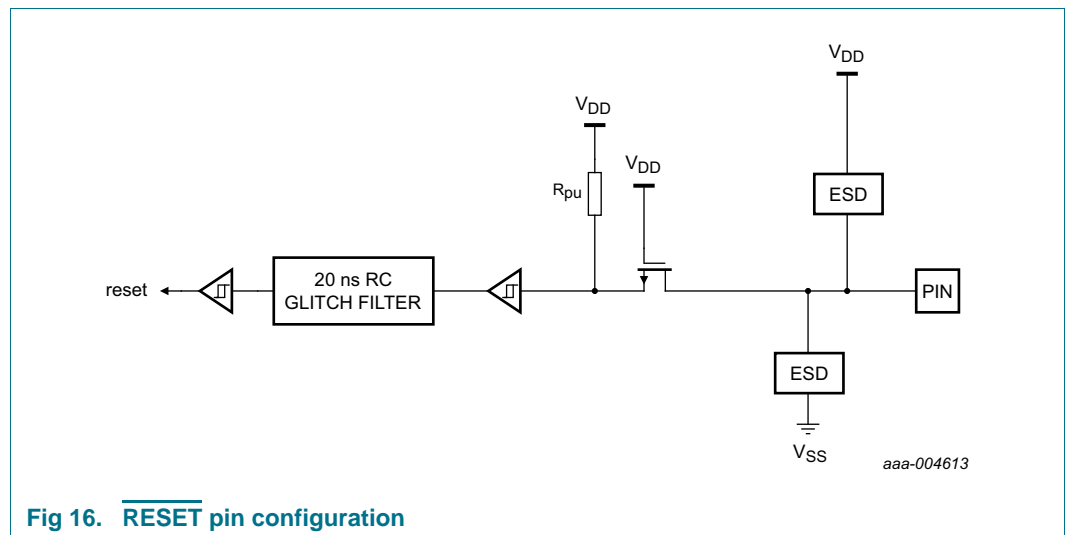 VDD
VDD
VDD
Rpu
ESD
reset
20 ns RC
GLITCH FILTER
PIN
ESD
VSS
aaa-004613
Fig 16. RESET pin configuration